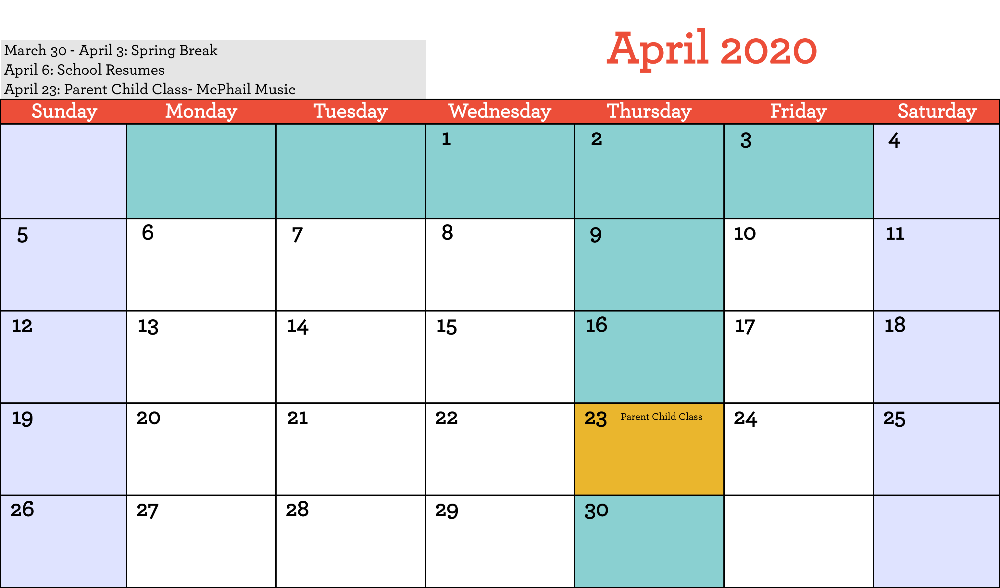 April 2020
March 30 - April 3: Spring Break
April 6: School Resumes
April 23: Parent Child Class- McPhail Music
Sunday Monday Tuesday Wednesday Thursday Friday Saturday
1 2 3 4
5 6 7 8 9 10 11
12 13 14 15 16 17 18
19 20 21 22 23 Parent Child Class 24 25
26 27 28 29 30